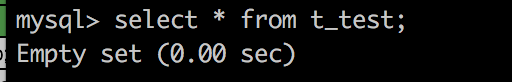 mysql> select * from t_test;
Empty set (0.00 sec)